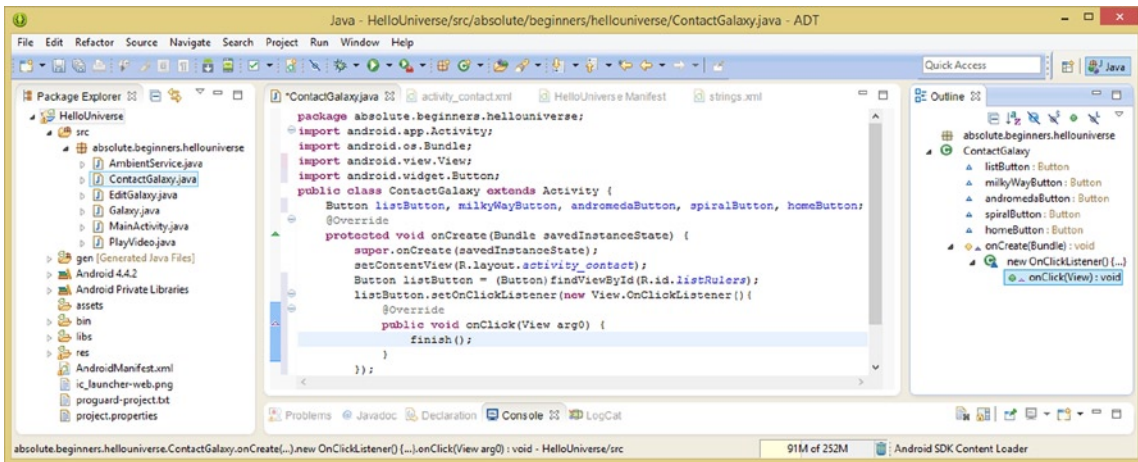 Java - HelloUniverse/src/absolute/beginners/hellouniverse/ContactGalaxy.java - ADT
File Edit Refactor Source Navigate Search Project Run Window Help
Quick Access
Java
Package Explorer
HelloUniverse
src
absolute.beginners.hellouniverse
AmbientService.java
ContactGalaxy.java
EditGalaxy.java
Galaxy.java
MainActivity.java
PlayVideo.java
gen [Generated Java Files]
Android 4.4.2
Android Private Libraries
assets
bin
libs
res
AndroidManifest.xml
ic_launcher-web.png
proguard-project.txt
project.properties
*ContactGalaxy.java
activity_contact.xml
HelloUniverse Manifest
strings.xml
package absolute.beginners.hellouniverse;
import android.app.Activity;
import android.os.Bundle;
import android.view.View;
import android.widget.Button;
public class ContactGalaxy extends Activity {
Button listButton, milkyWayButton, andromedaButton, spiralButton, homeButton;
@Override
protected void onCreate(Bundle savedInstanceState) {
super.onCreate(savedInstanceState);
setContentView(R.layout.activity_contact);
Button listButton = (Button)findViewById(R.id.listRulers);
listButton.setOnClickListener(new View.OnClickListener(){
@Override
public void onClick(View arg0) {
finish();
}
});
Problems @ Javadoc Declaration Console LogCat
Outline
absolute.beginners.hellouniverse
ContactGalaxy
listButton : Button
milkyWayButton : Button
andromedaButton : Button
spiralButton : Button
homeButton : Button
onCreate(Bundle) : void
new OnClickListener() {...}
onClick(View) : void
absolute.beginners.hellouniverse.ContactGalaxy.onCreate(...).new OnClickListener() {...}.onClick(View arg0) : void - HelloUniverse/src
91M of 252M
Android SDK Content Loader